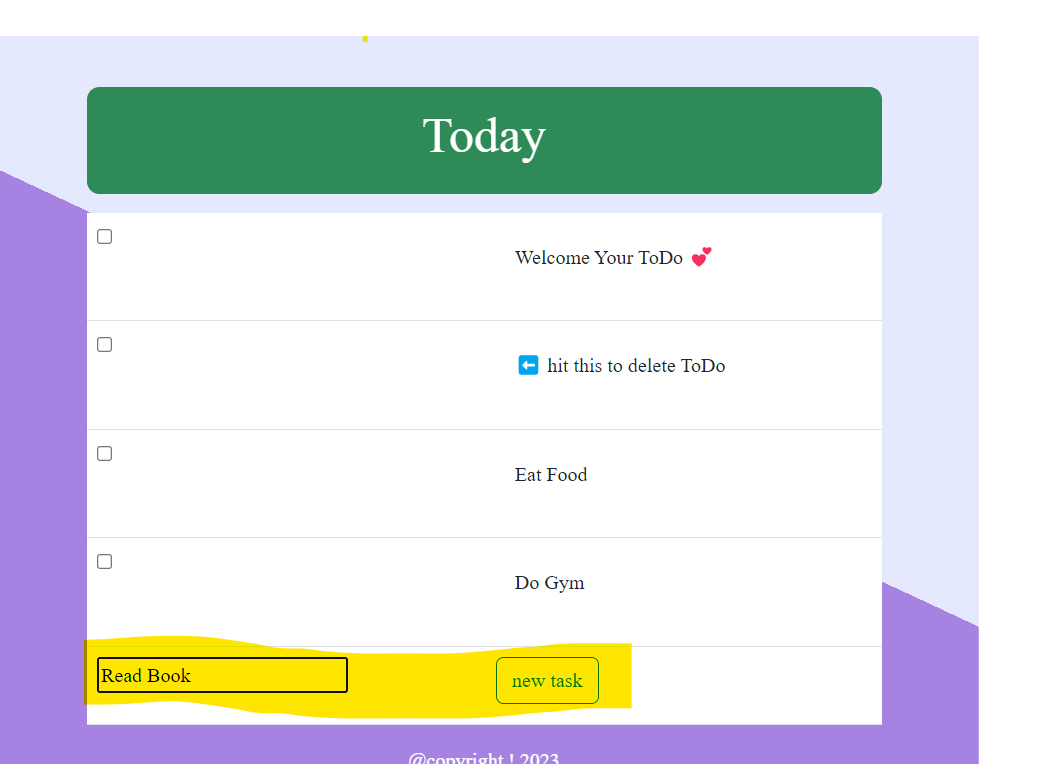 Today
Welcome Your ToDo 💕
⬅️ hit this to delete ToDo
Eat Food
Do Gym
Read Book
new task
@copyright ! 2023